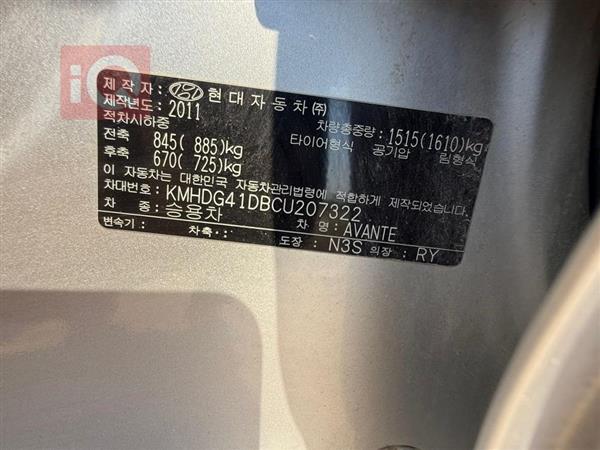 iQ
제 작 자 : HYUNDAI 현대자동차㈜
제작년도 : 2011
적차시하중 차량총중량 : 1515(1610)kg
전축 845( 885)kg 타이어형식 공기압 림형식
후축 670( 725)kg
이 자동차는 대한민국 자동차관리법령에 적합하게 제작되었습니다.
차대번호 : KMHDG41DBCU207322
차 종 : 승용차 차 명 : AVANTE
변속기 : 차축 . : 도장 : N3S 의장 : RY